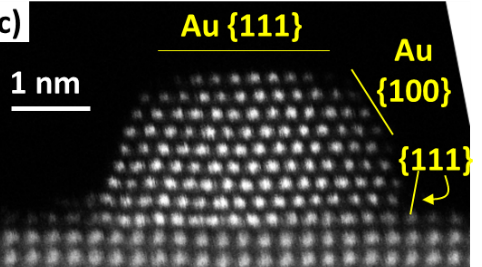 c)
Au {111}
1 nm
Au
{100}
{111}